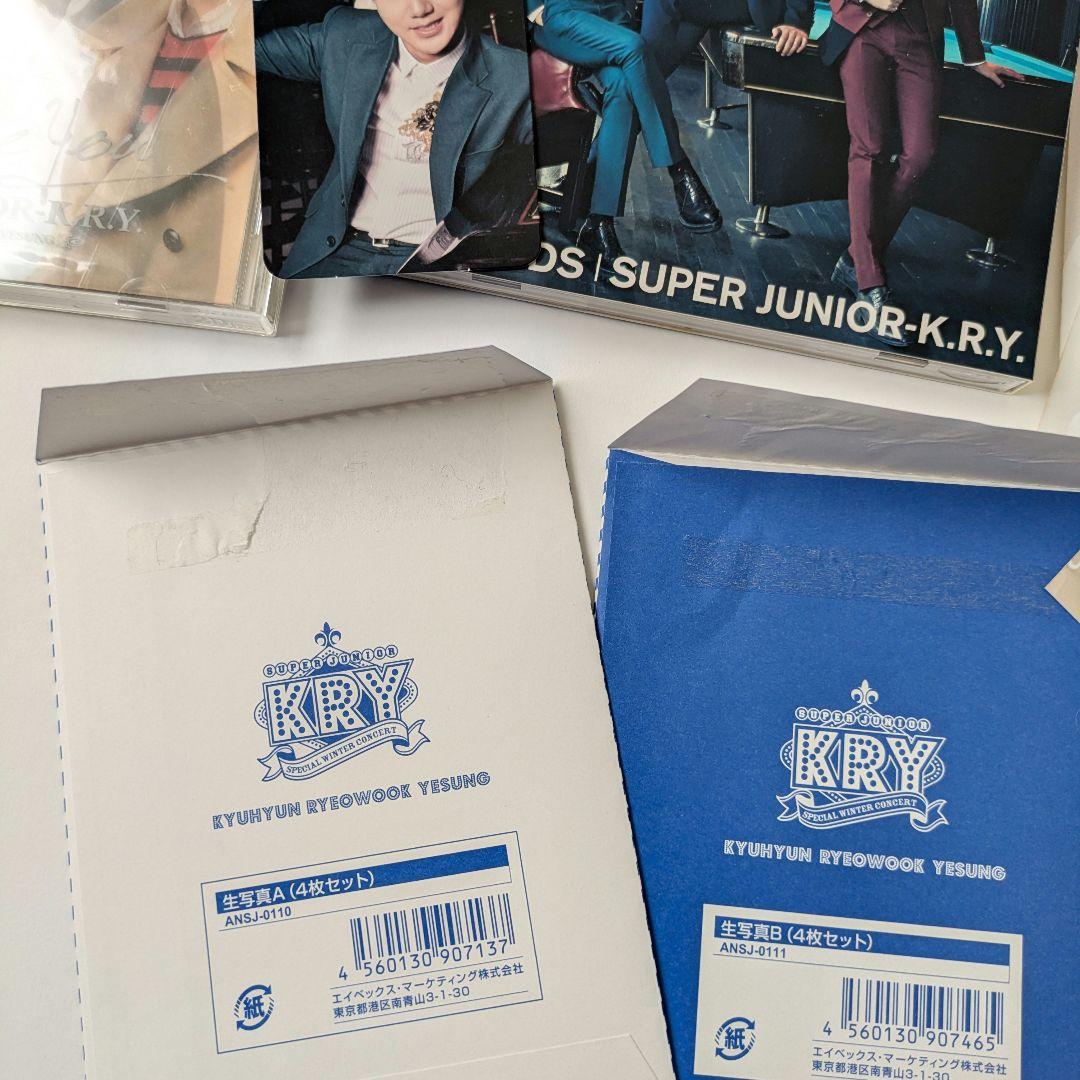 You
OR-K.R.Y.
YESUNG
DS | SUPER JUNIOR-K.R.Y.
SUPER JUNIOR
KRY
SPECIAL WINTER CONCERT
KYUHYUN RYEOWOOK YESUNG
生写真A(4枚セット)
ANSJ-0110
4 560130 907137
紙
エイベックス・マーケティング株式会社
東京都港区南青山3-1-30
SUPER JUNIOR
KRY
SPECIAL WINTER CONCERT
KYUHYUN RYEOWOOK YESUNG
生写真B(4枚セット)
ANSJ-0111
4 560130 907465
紙
エイベックス・マーケティング株式会社
東京都港区南青山3-1-30